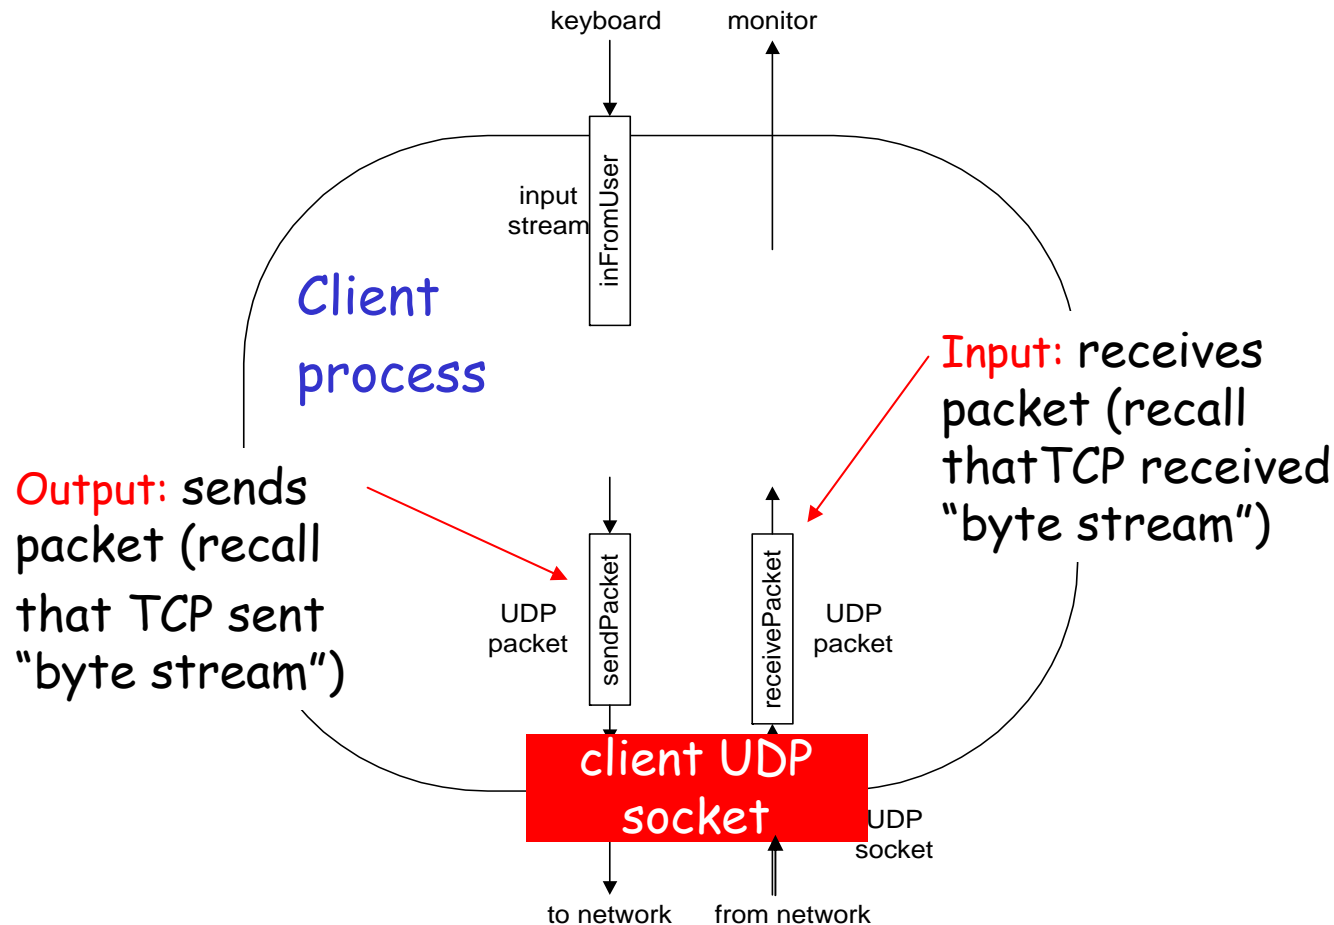 keyboard
monitor
input
stream
inFromUser
Client
process
Input: receives
packet (recall
thatTCP received
“byte stream”)
Output: sends
packet (recall
that TCP sent
“byte stream”)
UDP
packet
sendPacket
receivePacket
UDP
packet
client UDP
socket
UDP
socket
to network
from network